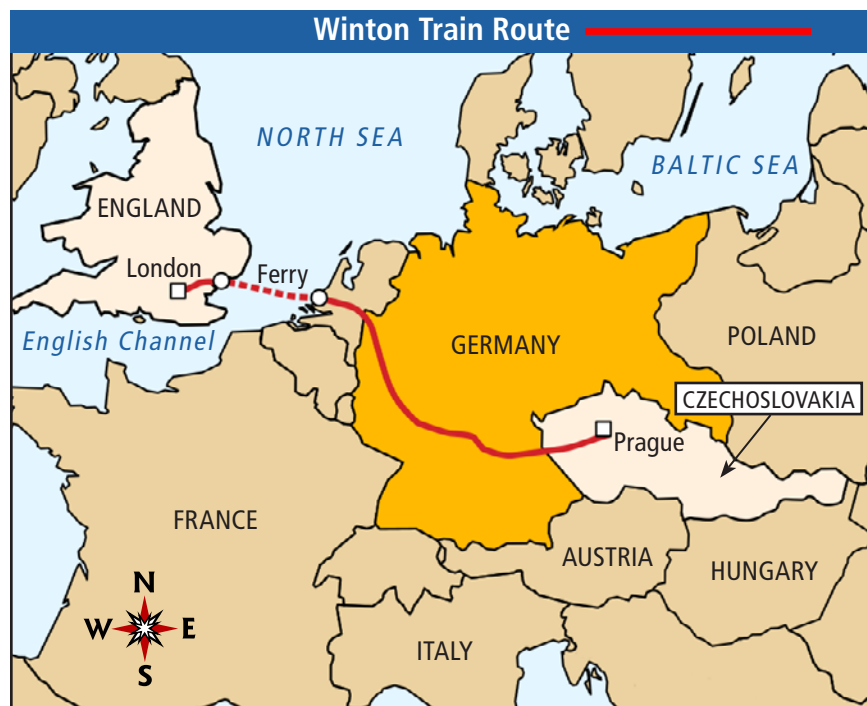 Winton Train Route
NORTH SEA
BALTIC SEA
ENGLAND
London
Ferry
English Channel
GERMANY
POLAND
CZECHOSLOVAKIA
Prague
FRANCE
AUSTRIA
HUNGARY
ITALY
N
W E
S